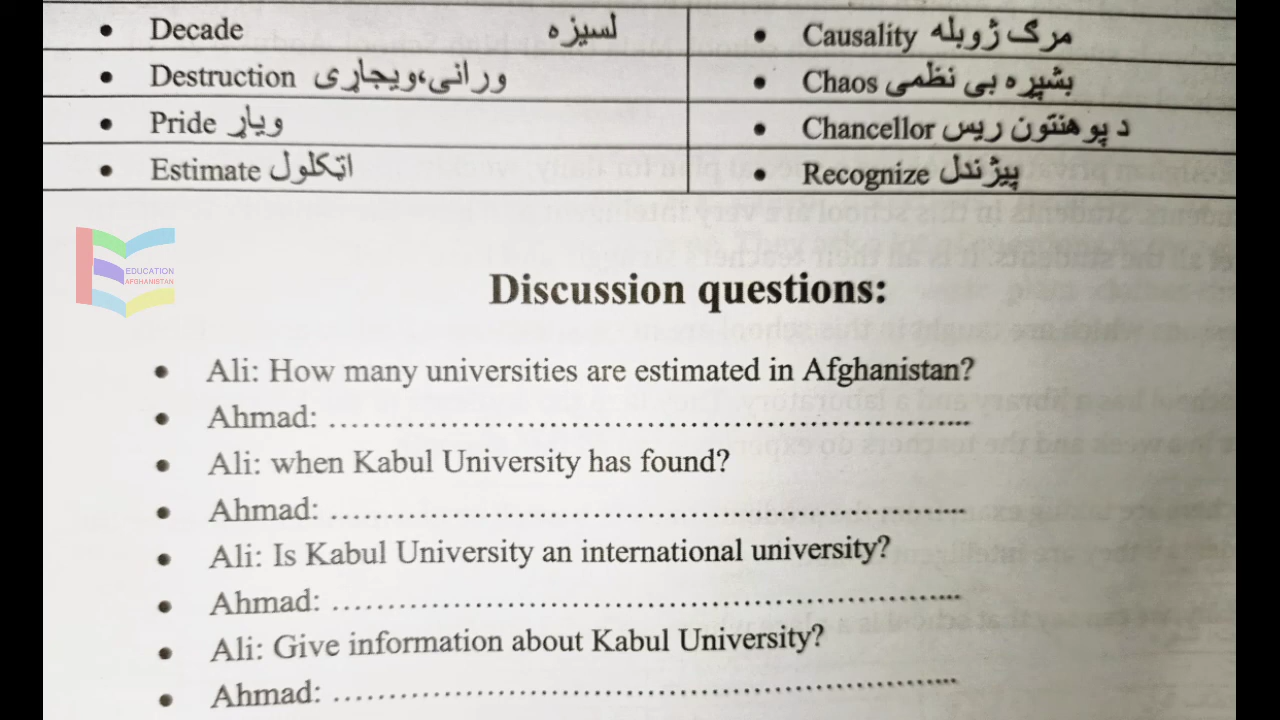 • Decade لسیزه
• Causality مرگ ژوبله
• Destruction ورانی،ویجاړی
• Chaos بشپړه بی نظمی
• Pride ویاړ
• Chancellor د پوهنتون ریس
• Estimate اټکلول
• Recognize پیژندل
EDUCATION
AFGHANISTAN
Discussion questions:
• Ali: How many universities are estimated in Afghanistan?
• Ahmad: ...............................................................
• Ali: when Kabul University has found?
• Ahmad: ...............................................................
• Ali: Is Kabul University an international university?
• Ahmad: ...............................................................
• Ali: Give information about Kabul University?
• Ahmad: ...............................................................